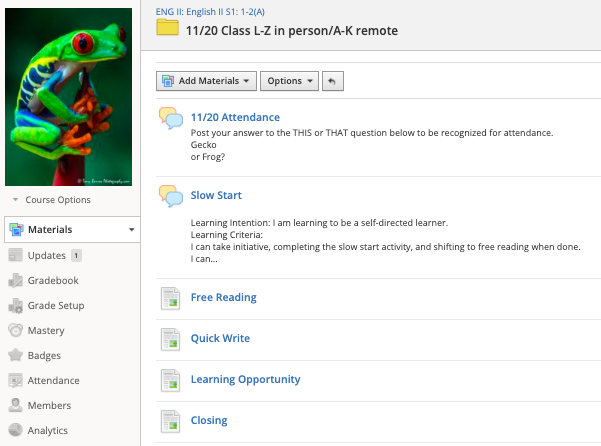 ENG II: English II S1: 1-2(A)
11/20 Class L-Z in person/A-K remote
Add Materials
Options
11/20 Attendance
Post your answer to the THIS or THAT question below to be recognized for attendance.
Gecko
or Frog?
Slow Start
Learning Intention: I am learning to be a self-directed learner.
Learning Criteria:
I can take initiative, completing the slow start activity, and shifting to free reading when done.
I can...
Free Reading
Quick Write
Learning Opportunity
Closing
Course Options
Materials
Updates 1
Gradebook
Grade Setup
Mastery
Badges
Attendance
Members
Analytics